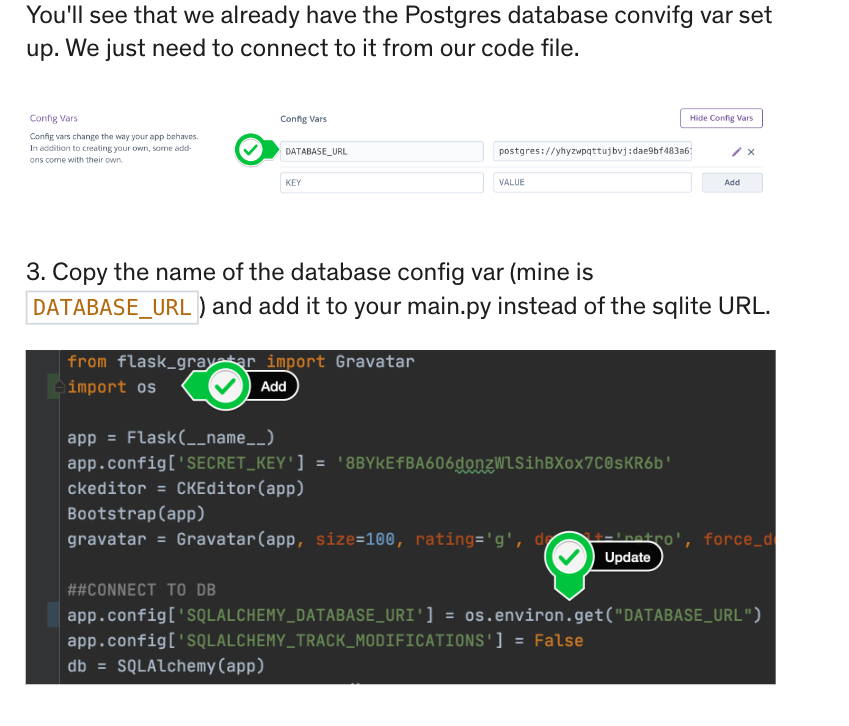 You'll see that we already have the Postgres database convifg var set
up. We just need to connect to it from our code file.
Config Vars
Config vars change the way your app behaves.
In addition to creating your own, some add-
ons come with their own.
Config Vars
Hide Config Vars
DATABASE_URL
postgres://yhyzwpqttujbvj:dae9bf483a6
KEY
VALUE
Add
3. Copy the name of the database config var (mine is
DATABASE_URL) and add it to your main.py instead of the sqlite URL.
from flask_gravatar import Gravatar
import os
Add
app = Flask(__name__)
app.config['SECRET_KEY'] = '8BYkEfBA6O6donzWlSihBXox7C0sKR6b'
ckeditor = CKEditor(app)
Bootstrap(app)
gravatar = Gravatar(app, size=100, rating='g', default='retro', force_de
Update
##CONNECT TO DB
app.config['SQLALCHEMY_DATABASE_URI'] = os.environ.get("DATABASE_URL")
app.config['SQLALCHEMY_TRACK_MODIFICATIONS'] = False
db = SQLAlchemy(app)